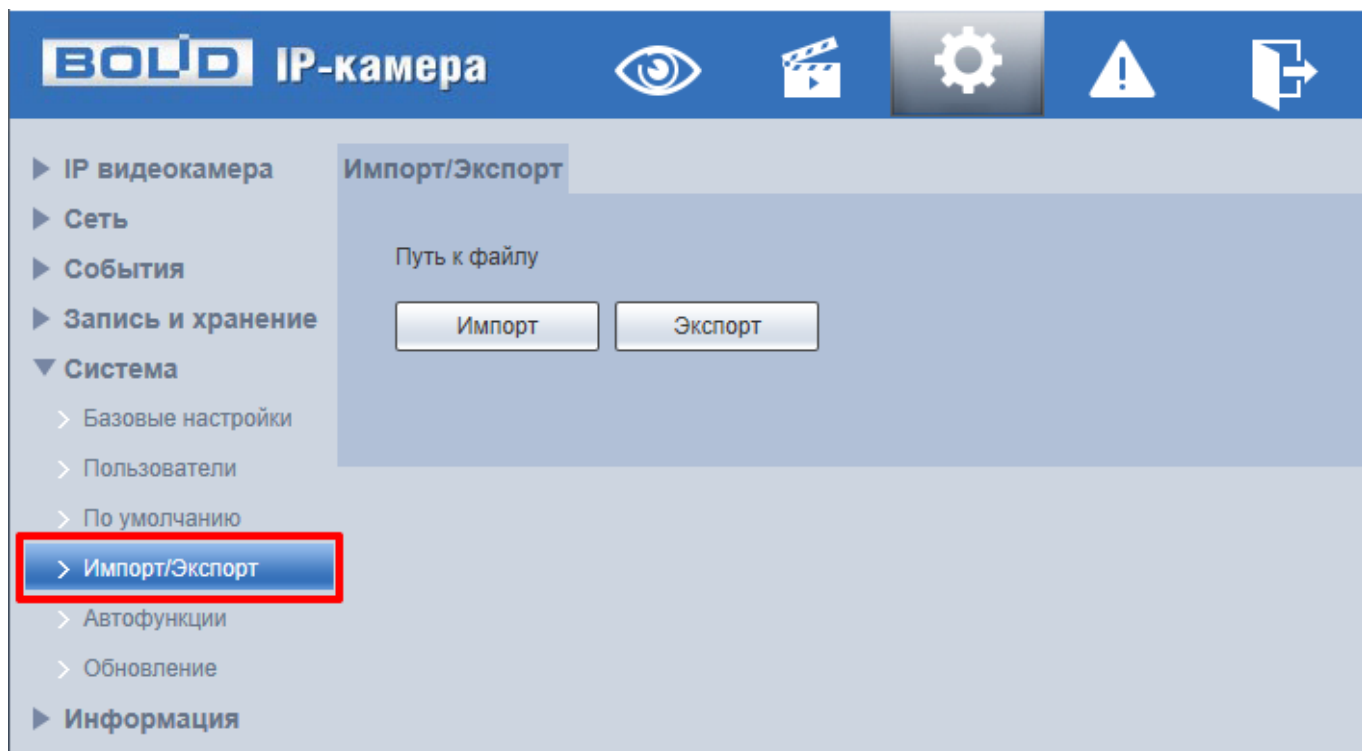 BOLID IP-камера
IP видеокамера
Сеть
События
Запись и хранение
Система
Базовые настройки
Пользователи
По умолчанию
Импорт/Экспорт
Автофункции
Обновление
Информация
Импорт/Экспорт
Путь к файлу
Импорт Экспорт